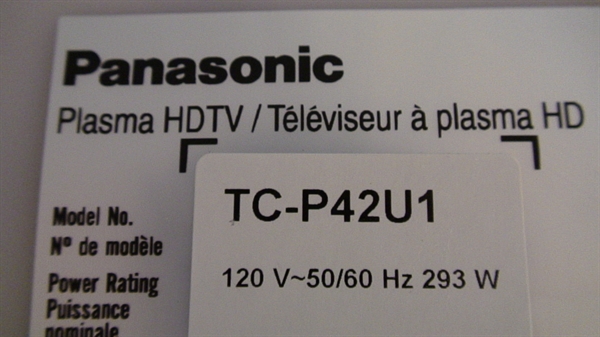 Panasonic
Plasma HDTV / Téléviseur à plasma HD
TC-P42U1
Model No.
N° de modèle
120 V~50/60 Hz 293 W
Power Rating
Puissance
nominale